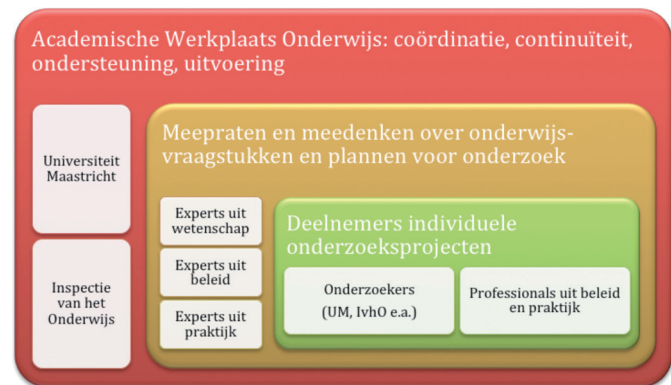 Academische Werkplaats Onderwijs: coördinatie, continuïteit,
ondersteuning, uitvoering
Universiteit
Maastricht
Inspectie
van het
Onderwijs
Meepraten en meedenken over onderwijs-
vraagstukken en plannen voor onderzoek
Experts uit
wetenschap
Experts uit
beleid
Experts uit
praktijk
Deelnemers individuele
onderzoeksprojecten
Onderzoekers
(UM, IvhO e.a.)
Professionals uit beleid
en praktijk